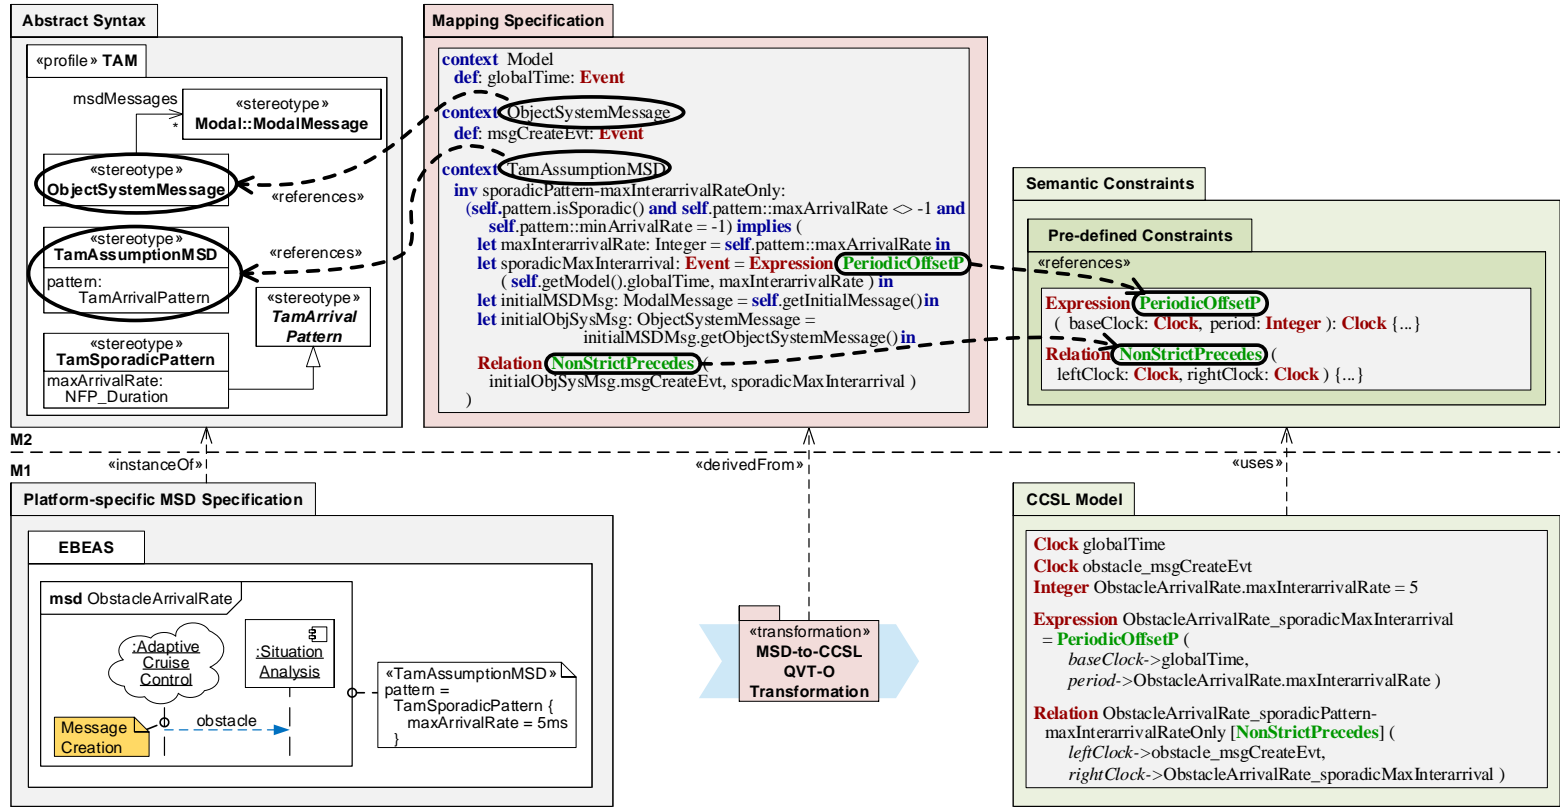 Abstract Syntax
«profile» TAM
msdMessages
*
«stereotype»
Modal::ModalMessage
«stereotype»
ObjectSystemMessage
«references»
«stereotype»
TamAssumptionMSD
pattern:
TamArrivalPattern
«references»
«stereotype»
TamArrival
Pattern
«stereotype»
TamSporadicPattern
maxArrivalRate:
NFP_Duration
Mapping Specification
context Model
def: globalTime: Event
context ObjectSystemMessage
def: msgCreateEvt: Event
context TamAssumptionMSD
inv sporadicPattern-maxInterarrivalRateOnly:
(self.pattern.isSporadic() and self.pattern::maxArrivalRate <> -1 and
self.pattern::minArrivalRate = -1) implies (
let maxInterarrivalRate: Integer = self.pattern::maxArrivalRate in
let sporadicMaxInterarrival: Event = Expression PeriodicOffsetP
( self.getModel().globalTime, maxInterarrivalRate ) in
let initialMSDMsg: ModalMessage = self.getInitialMessage() in
let initialObjSysMsg: ObjectSystemMessage =
initialMSDMsg.getObjectSystemMessage() in
Relation NonStrictPrecedes (
initialObjSysMsg.msgCreateEvt, sporadicMaxInterarrival )
)
Semantic Constraints
Pre-defined Constraints
«references»
Expression PeriodicOffsetP
( baseClock: Clock, period: Integer ): Clock {...}
Relation NonStrictPrecedes (
leftClock: Clock, rightClock: Clock ) {...}
M2
M1
«instanceOf»
«derivedFrom»
«uses»
Platform-specific MSD Specification
EBEAS
msd ObstacleArrivalRate
:Adaptive
Cruise
Control
:Situation
Analysis
obstacle
Message
Creation
«TamAssumptionMSD»
pattern =
TamSporadicPattern {
maxArrivalRate = 5ms
}
«transformation»
MSD-to-CCSL
QVT-O
Transformation
CCSL Model
Clock globalTime
Clock obstacle_msgCreateEvt
Integer ObstacleArrivalRate.maxInterarrivalRate = 5
Expression ObstacleArrivalRate_sporadicMaxInterarrival
= PeriodicOffsetP (
baseClock->globalTime,
period->ObstacleArrivalRate.maxInterarrivalRate )
Relation ObstacleArrivalRate_sporadicPattern-
maxInterarrivalRateOnly [NonStrictPrecedes] (
leftClock->obstacle_msgCreateEvt,
rightClock->ObstacleArrivalRate_sporadicMaxInterarrival )